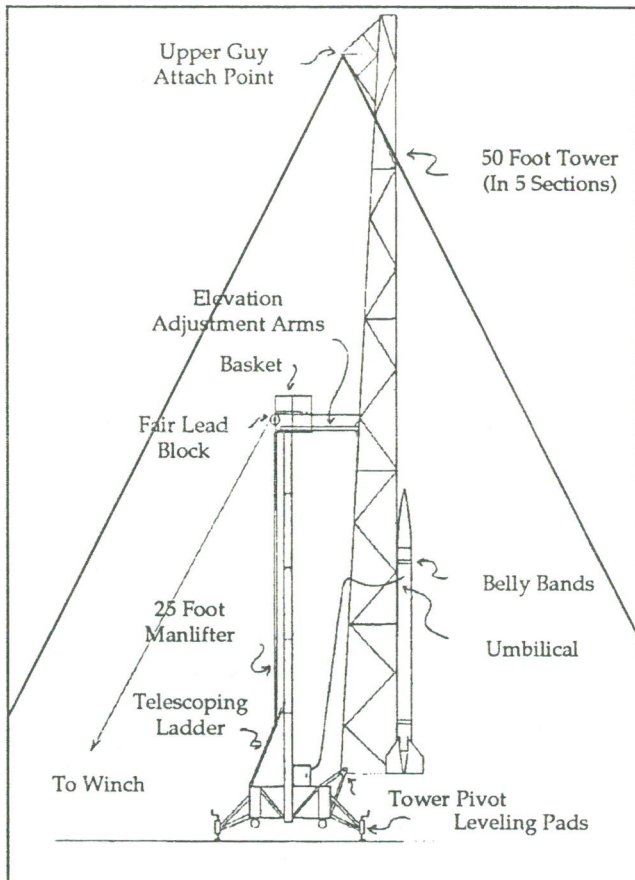 Upper Guy
Attach Point
50 Foot Tower
(In 5 Sections)
Elevation
Adjustment Arms
Basket
Fair Lead
Block
Belly Bands
25 Foot
Manlifter
Umbilical
Telescoping
Ladder
To Winch
Tower Pivot
Leveling Pads